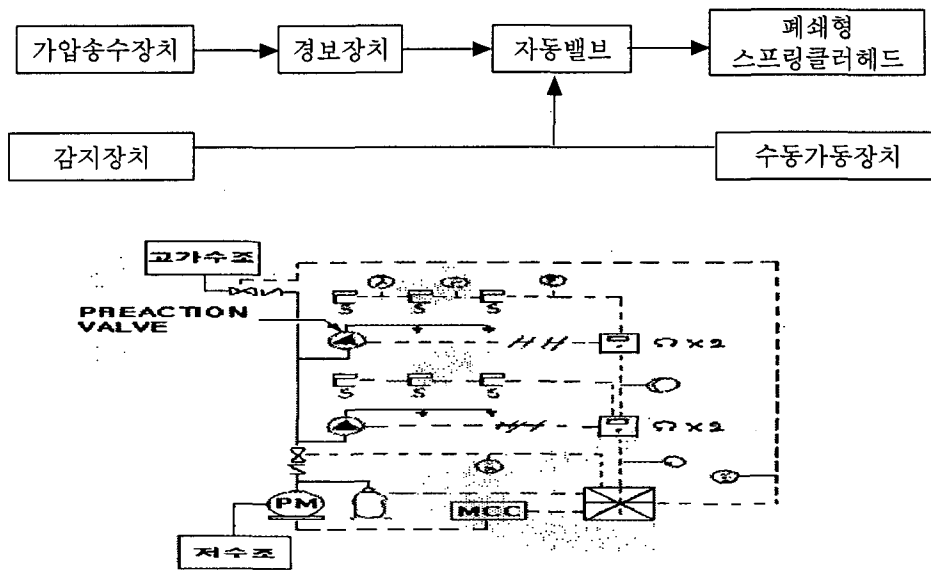 가압송수장치
경보장치
자동밸브
폐쇄형
스프링클러헤드
감지장치
수동가동장치
고가수조
PREACTION
VALVE
S S S
Ω X 2
S S S
Ω X 2
PM
MCC
저수조